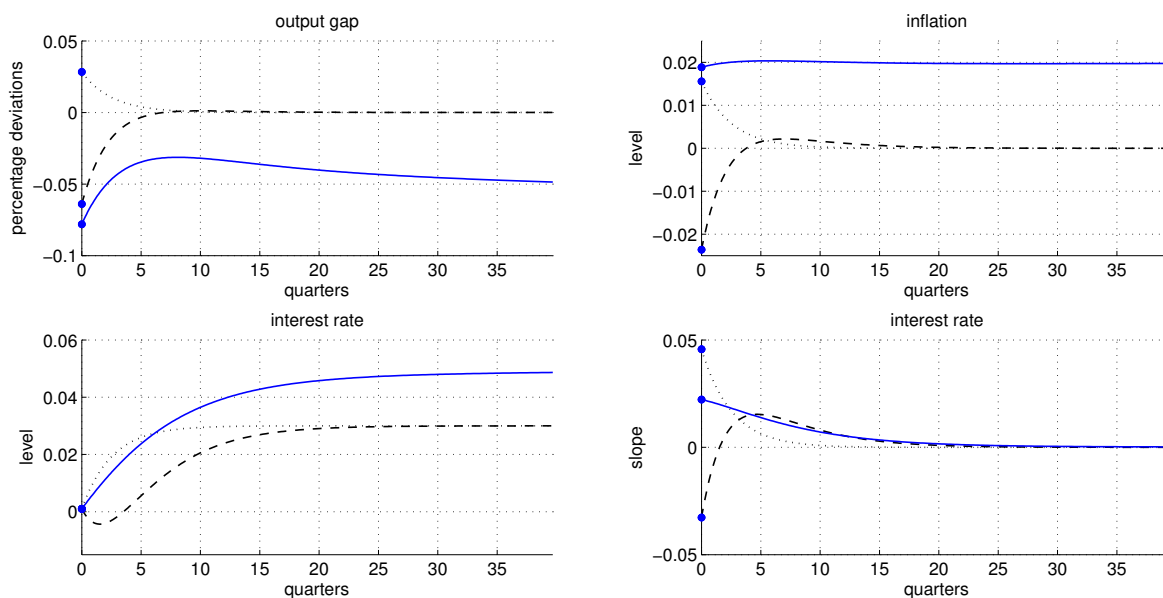 output gap
percentage deviations
0.05
0
−0.05
−0.1
0 5 10 15 20 25 30 35
quarters
inflation
level
0.02
0.01
0
−0.01
−0.02
0 5 10 15 20 25 30 35
quarters
interest rate
level
0.06
0.04
0.02
0
0 5 10 15 20 25 30 35
quarters
interest rate
slope
0.05
0
−0.05
0 5 10 15 20 25 30 35
quarters